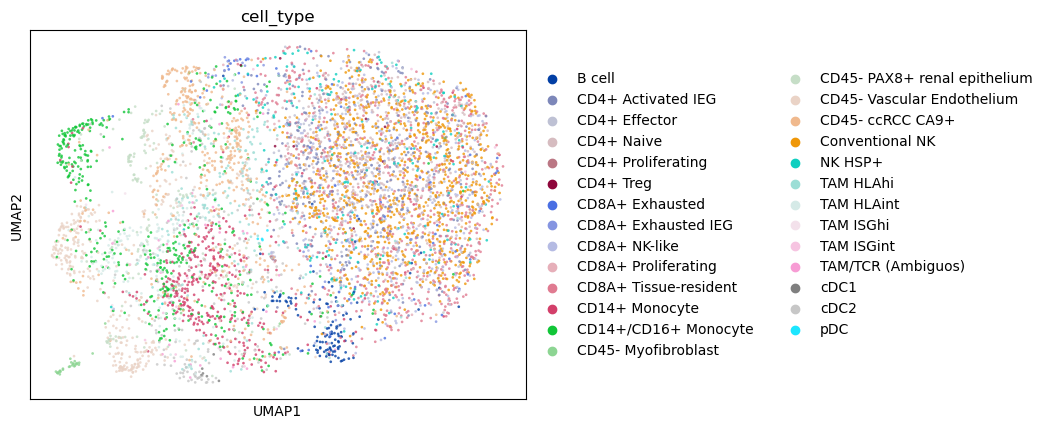 cell_type
UMAP2
UMAP1
B cell
CD4+ Activated IEG
CD4+ Effector
CD4+ Naive
CD4+ Proliferating
CD4+ Treg
CD8A+ Exhausted
CD8A+ Exhausted IEG
CD8A+ NK-like
CD8A+ Proliferating
CD8A+ Tissue-resident
CD14+ Monocyte
CD14+/CD16+ Monocyte
CD45- Myofibroblast
CD45- PAX8+ renal epithelium
CD45- Vascular Endothelium
CD45- ccRCC CA9+
Conventional NK
NK HSP+
TAM HLAhi
TAM HLAint
TAM ISGhi
TAM ISGint
TAM/TCR (Ambiguos)
cDC1
cDC2
pDC